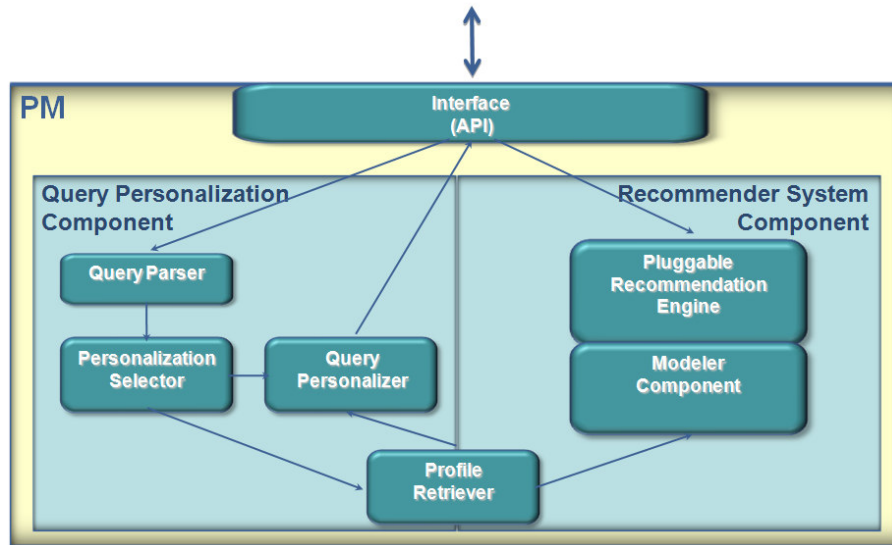 PM
Interface
(API)
Query Personalization
Component
Recommender System
Component
Query Parser
Pluggable
Recommendation
Engine
Personalization
Selector
Query
Personalizer
Modeler
Component
Profile
Retriever